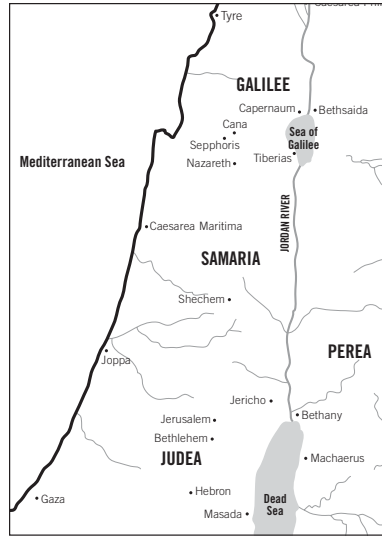 Tyre
GALILEE
Capernaum
Bethsaida
Cana
Sea of
Galilee
Sepphoris
Mediterranean Sea
Nazareth
Tiberias
JORDAN RIVER
Caesarea Maritima
SAMARIA
Shechem
PEREA
Joppa
Jericho
Jerusalem
Bethany
Bethlehem
JUDEA
Machaerus
Hebron
Gaza
Dead
Sea
Masada